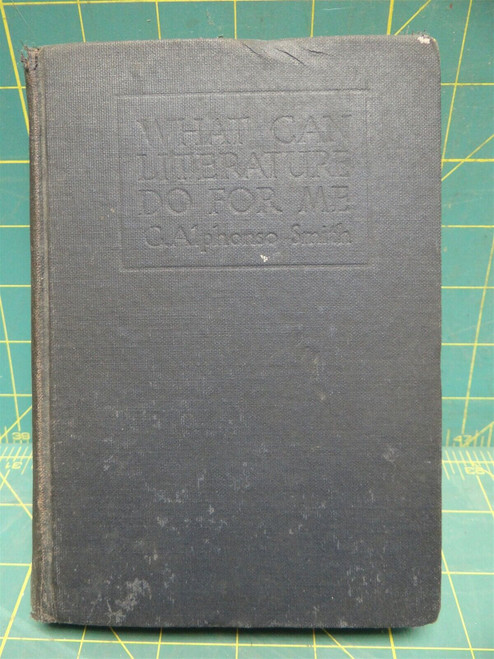 WHAT CAN
LITERATURE
DO FOR ME
C. Alphonso Smith